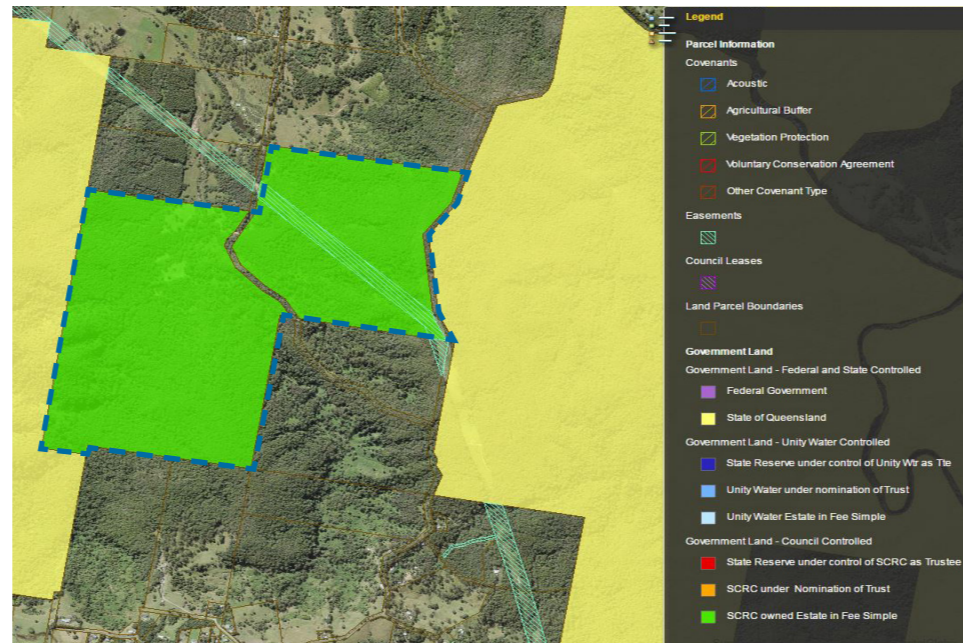 Legend
Parcel Information
Covenants
Acoustic
Agricultural Buffer
Vegetation Protection
Voluntary Conservation Agreement
Other Covenant Type
Easements
Council Leases
Land Parcel Boundaries
Government Land
Government Land - Federal and State Controlled
Federal Government
State of Queensland
Government Land - Unity Water Controlled
State Reserve under control of Unity Wtr as Tte
Unity Water under nomination of Trust
Unity Water Estate in Fee Simple
Government Land - Council Controlled
State Reserve under control of SCRC as Trustee
SCRC under Nomination of Trust
SCRC owned Estate in Fee Simple